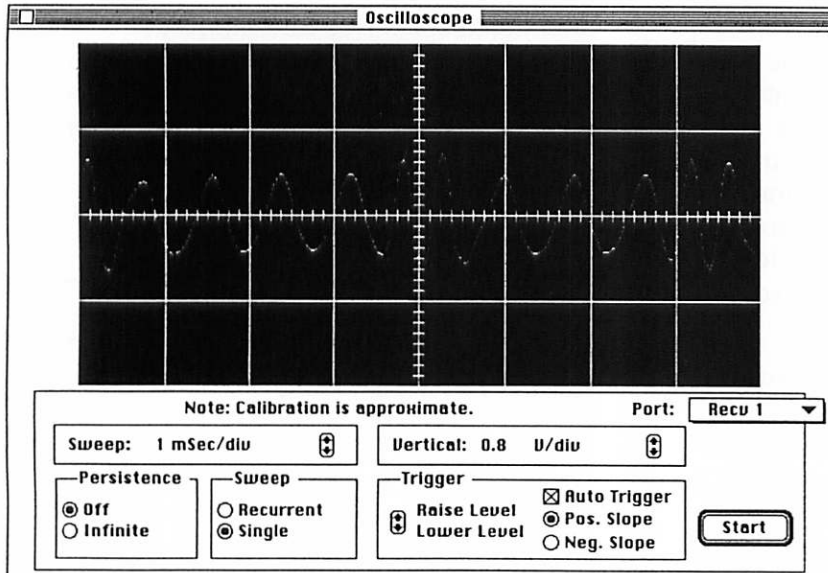 Oscilloscope
Note: Calibration is approximate.
Port: Recv 1
Sweep: 1 mSec/div
Vertical: 0.8 V/div
Persistence
Off
Infinite
Sweep
Recurrent
Single
Trigger
Raise Level
Lower Level
Auto Trigger
Pos. Slope
Neg. Slope
Start